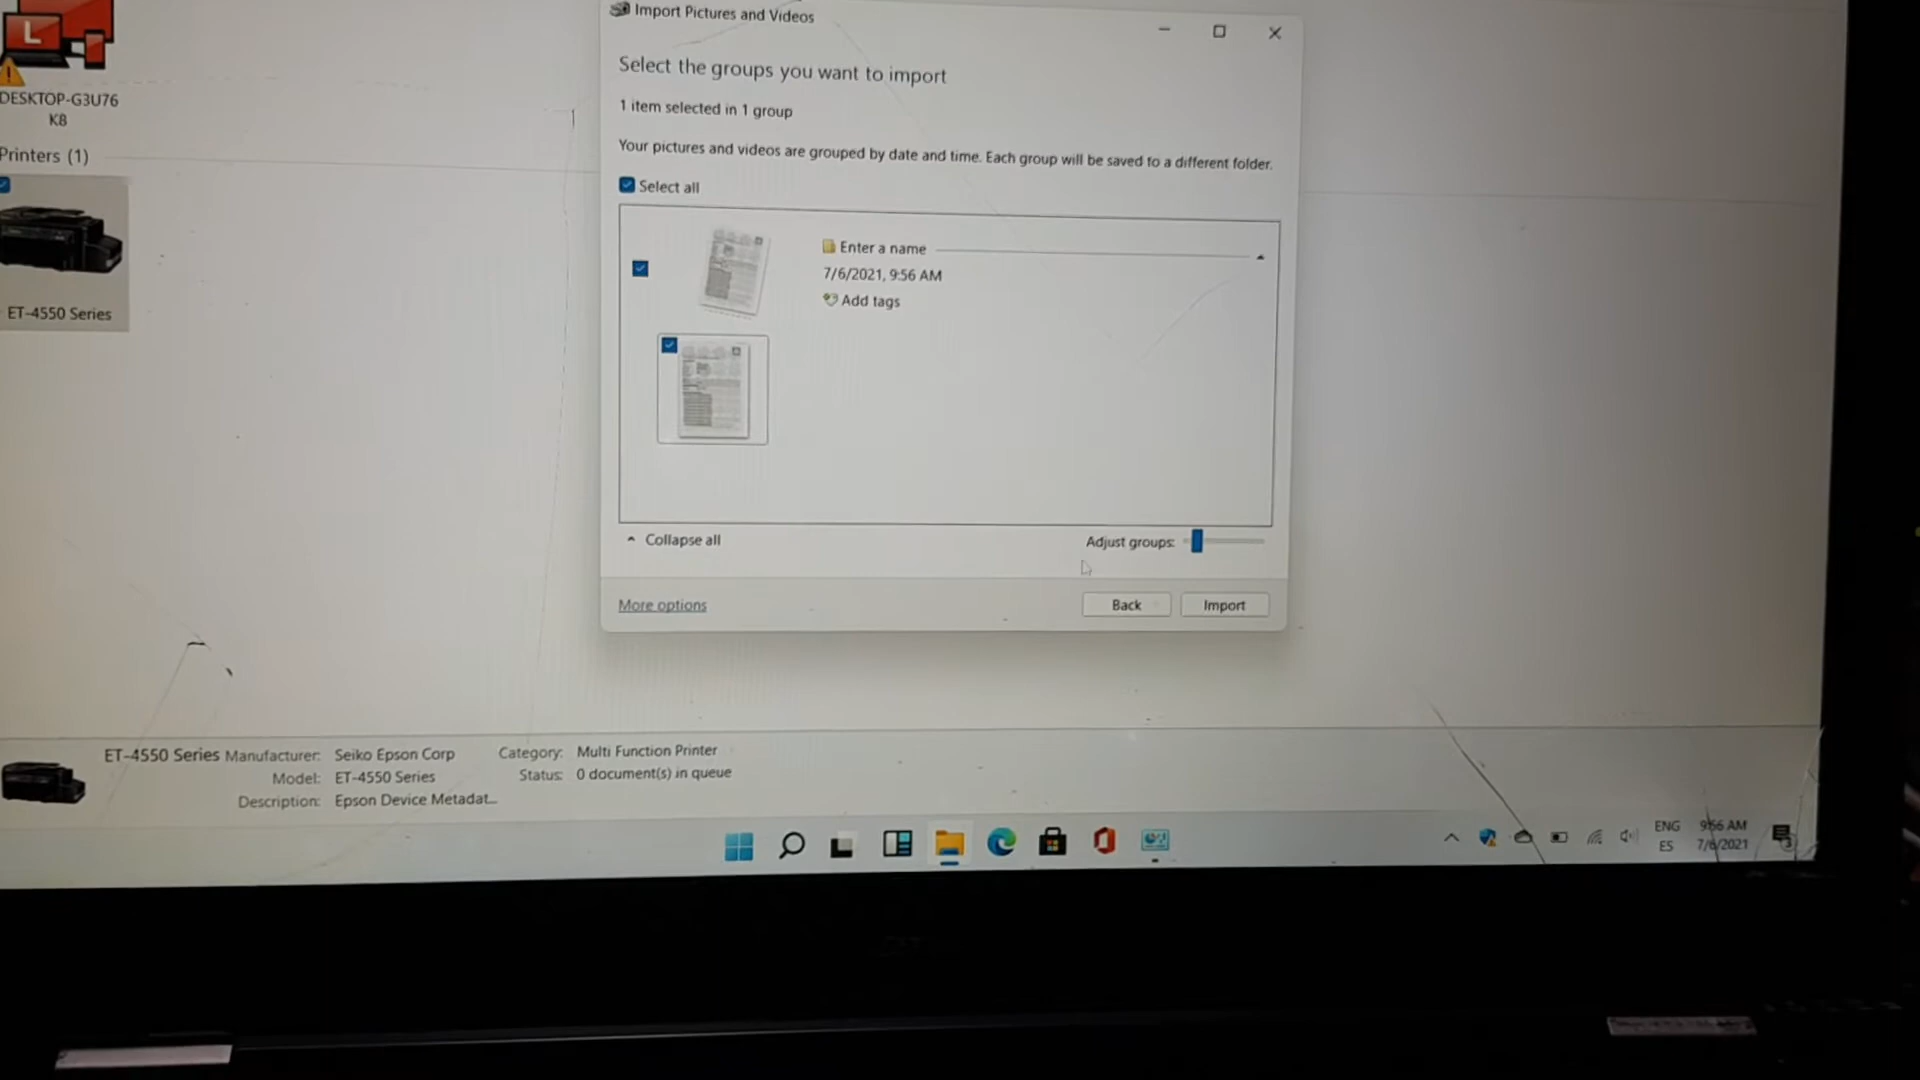 Import Pictures and Videos
Select the groups you want to import
1 item selected in 1 group
Your pictures and videos are grouped by date and time. Each group will be saved to a different folder.
Select all
Enter a name
7/6/2021, 9:56 AM
Add tags
Collapse all
Adjust groups:
More options
Back
Import
L
DESKTOP-G3U76
K8
Printers (1)
ET-4550 Series
ET-4550 Series Manufacturer: Seiko Epson Corp Category: Multi Function Printer
Model: ET-4550 Series Status: 0 document(s) in queue
Description: Epson Device Metadat...
ENG
ES
9:56 AM
7/6/2021